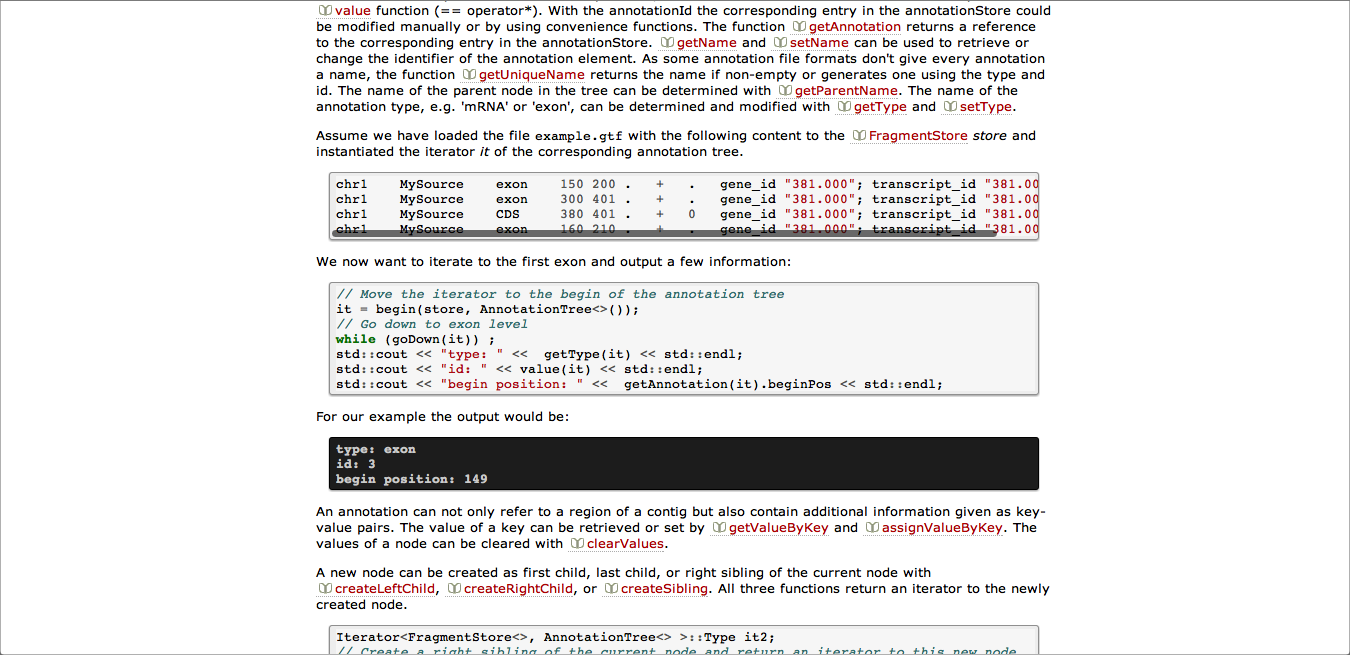 value function (== operator*). With the annotationId the corresponding entry in the annotationStore could
be modified manually or by using convenience functions. The function getAnnotation returns a reference
to the corresponding entry in the annotationStore. getName and setName can be used to retrieve or
change the identifier of the annotation element. As some annotation file formats don't give every annotation
a name, the function getUniqueName returns the name if non-empty or generates one using the type and
id. The name of the parent node in the tree can be determined with getParentName. The name of the
annotation type, e.g. 'mRNA' or 'exon', can be determined and modified with getType and setType.
Assume we have loaded the file example.gtf with the following content to the FragmentStore store and
instantiated the iterator it of the corresponding annotation tree.
chr1 MySource exon 150 200 . + . gene_id "381.000"; transcript_id "381.00
chr1 MySource exon 300 401 . + . gene_id "381.000"; transcript_id "381.00
chr1 MySource CDS 380 401 . + 0 gene_id "381.000"; transcript_id "381.00
chr1 MySource exon 160 210 . + . gene_id "381.000"; transcript_id "381.00
We now want to iterate to the first exon and output a few information:
// Move the iterator to the begin of the annotation tree
it = begin(store, AnnotationTree<>());
// Go down to exon level
while (goDown(it)) ;
std::cout << "type: " << getType(it) << std::endl;
std::cout << "id: " << value(it) << std::endl;
std::cout << "begin position: " << getAnnotation(it).beginPos << std::endl;
For our example the output would be:
type: exon
id: 3
begin position: 149
An annotation can not only refer to a region of a contig but also contain additional information given as key-
value pairs. The value of a key can be retrieved or set by getValueByKey and assignValueByKey. The
values of a node can be cleared with clearValues.
A new node can be created as first child, last child, or right sibling of the current node with
createLeftChild, createRightChild, or createSibling. All three functions return an iterator to the newly
created node.
Iterator<FragmentStore<>, AnnotationTree<> >::Type it2;
// Create a right sibling of the current node and return an iterator to this new node